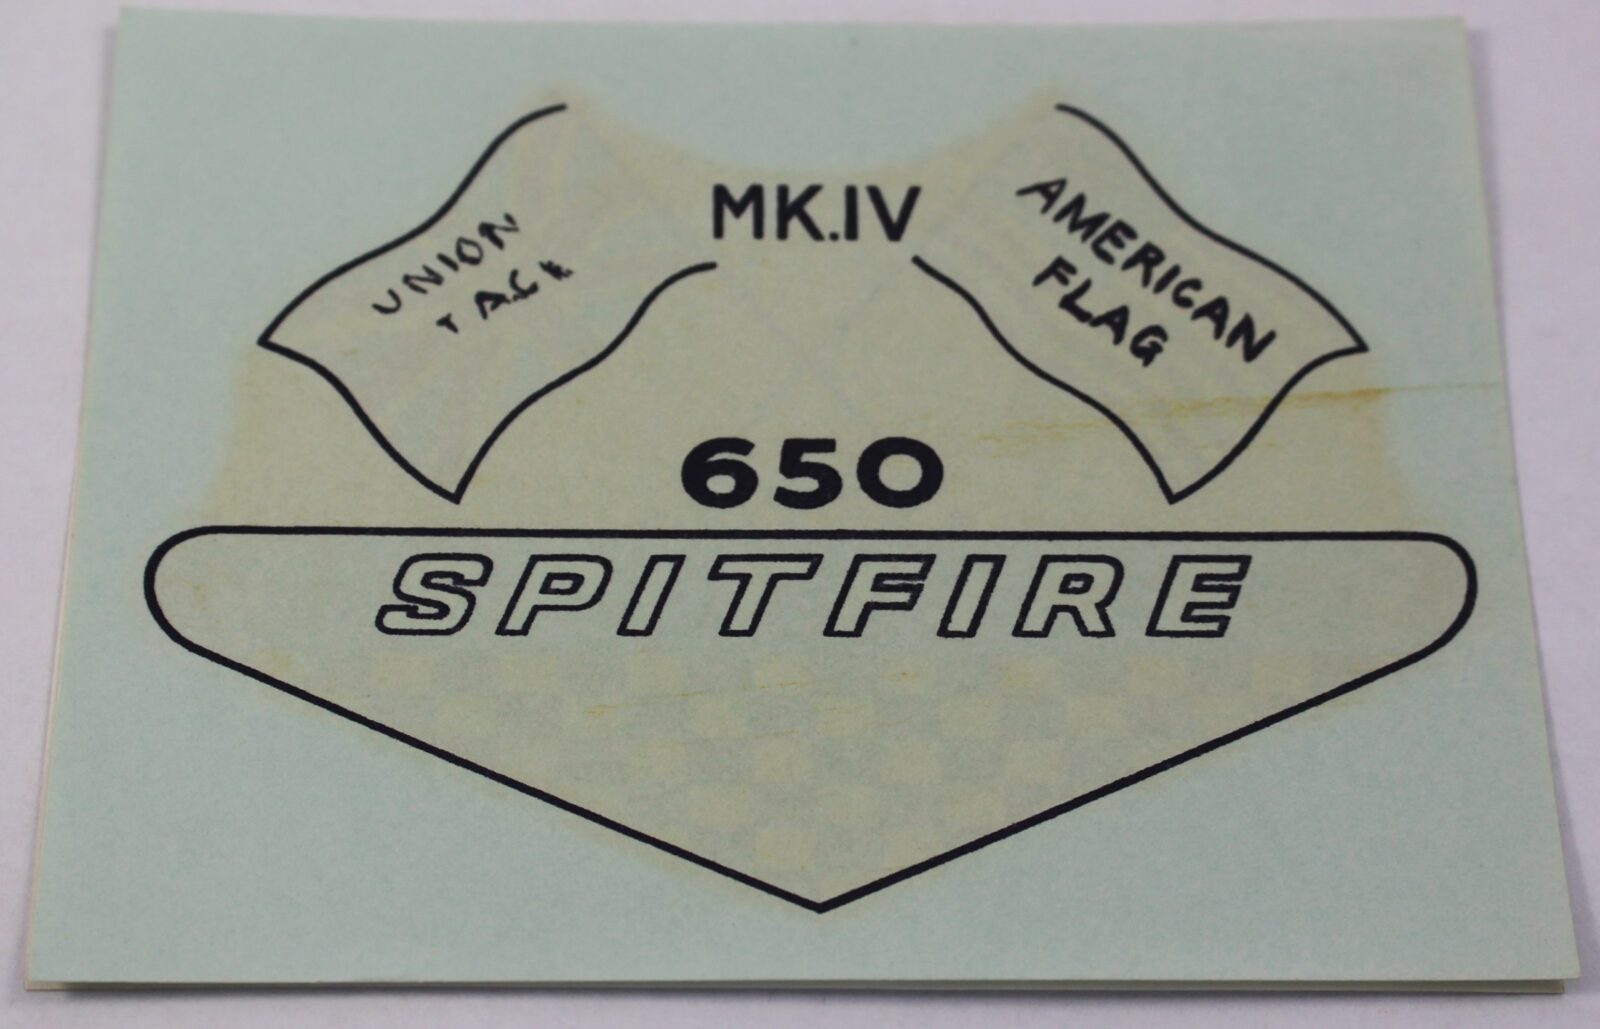 MK.IV
UNION
JACK
AMERICAN
FLAG
650
SPITFIRE